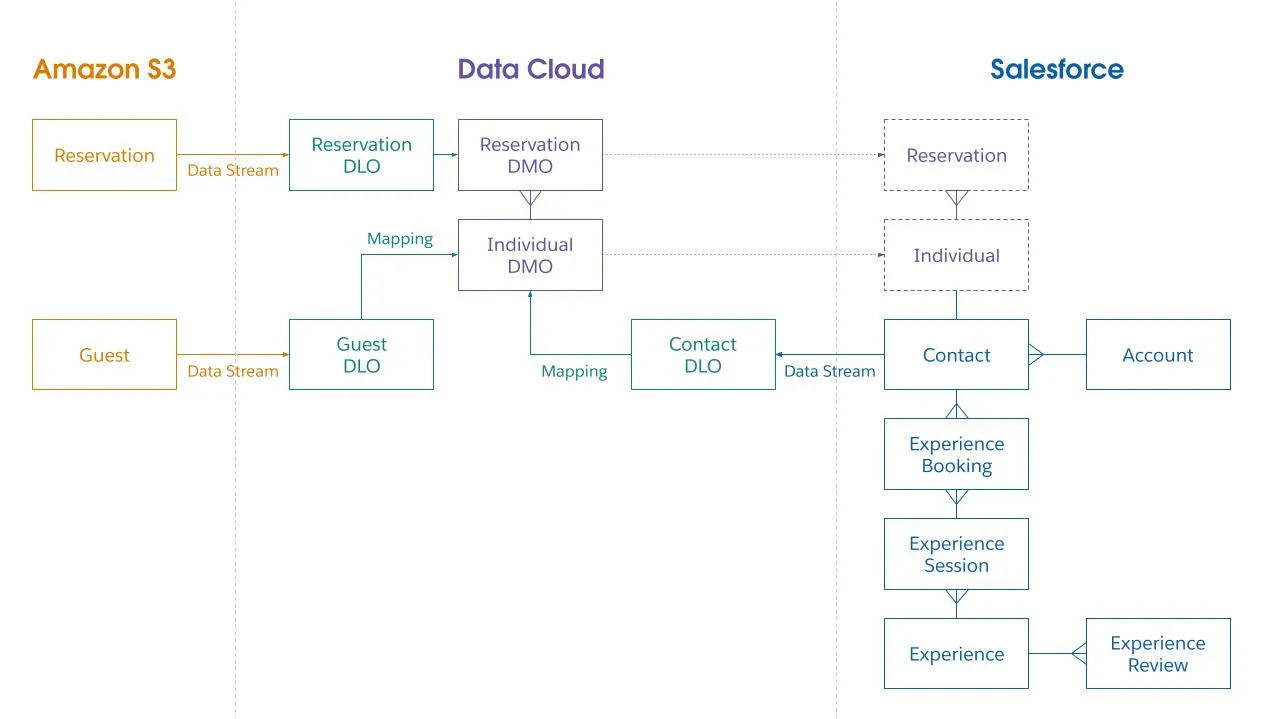 Amazon S3
Data Cloud
Salesforce
Reservation
Data Stream
Reservation
DLO
Reservation
DMO
Reservation
Mapping
Individual
DMO
Individual
Guest
Data Stream
Guest
DLO
Mapping
Contact
DLO
Data Stream
Contact
Account
Experience
Booking
Experience
Session
Experience
Experience
Review